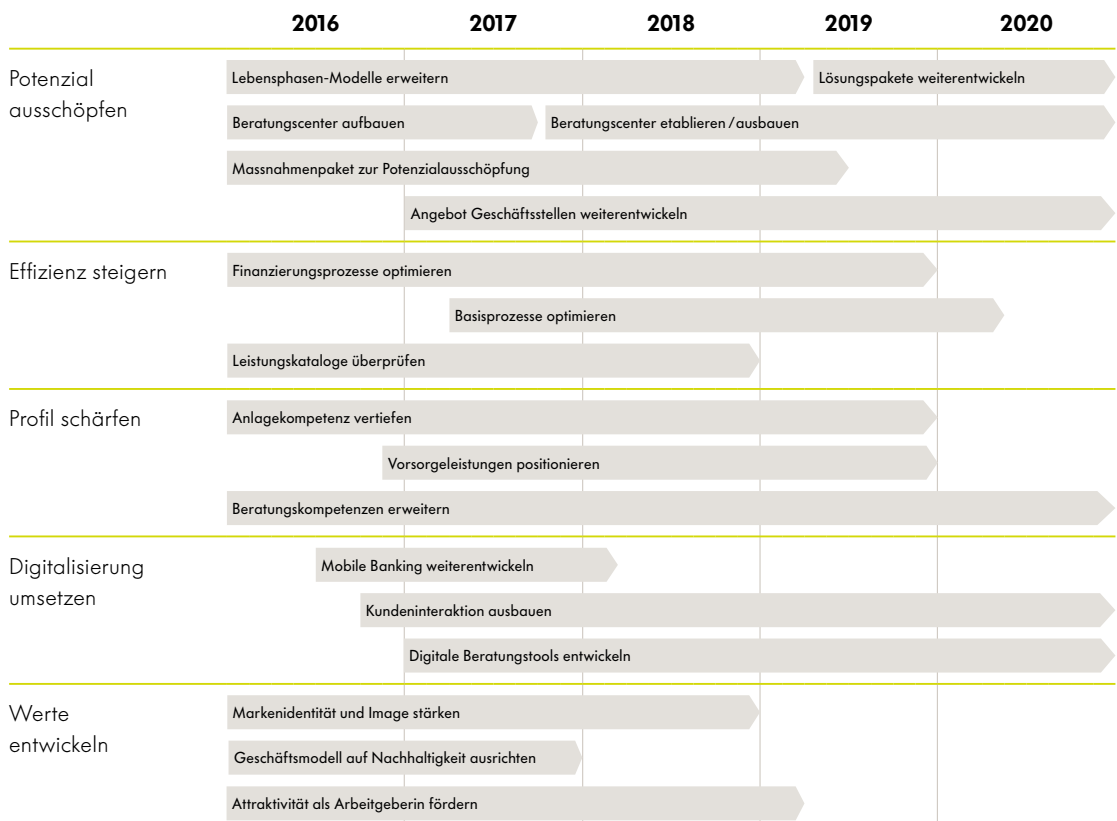 2016 2017 2018 2019 2020
Potenzial
ausschöpfen
Lebensphasen-Modelle erweitern
Lösungspakete weiterentwickeln
Beratungscenter aufbauen
Beratungscenter etablieren/ausbauen
Massnahmenpaket zur Potenzialausschöpfung
Angebot Geschäftsstellen weiterentwickeln
Effizienz steigern
Finanzierungsprozesse optimieren
Basisprozesse optimieren
Leistungskataloge überprüfen
Profil schärfen
Anlagekompetenz vertiefen
Vorsorgeleistungen positionieren
Beratungskompetenzen erweitern
Digitalisierung
umsetzen
Mobile Banking weiterentwickeln
Kundeninteraktion ausbauen
Digitale Beratungstools entwickeln
Werte
entwickeln
Markenidentität und Image stärken
Geschäftsmodell auf Nachhaltigkeit ausrichten
Attraktivität als Arbeitgeberin fördern